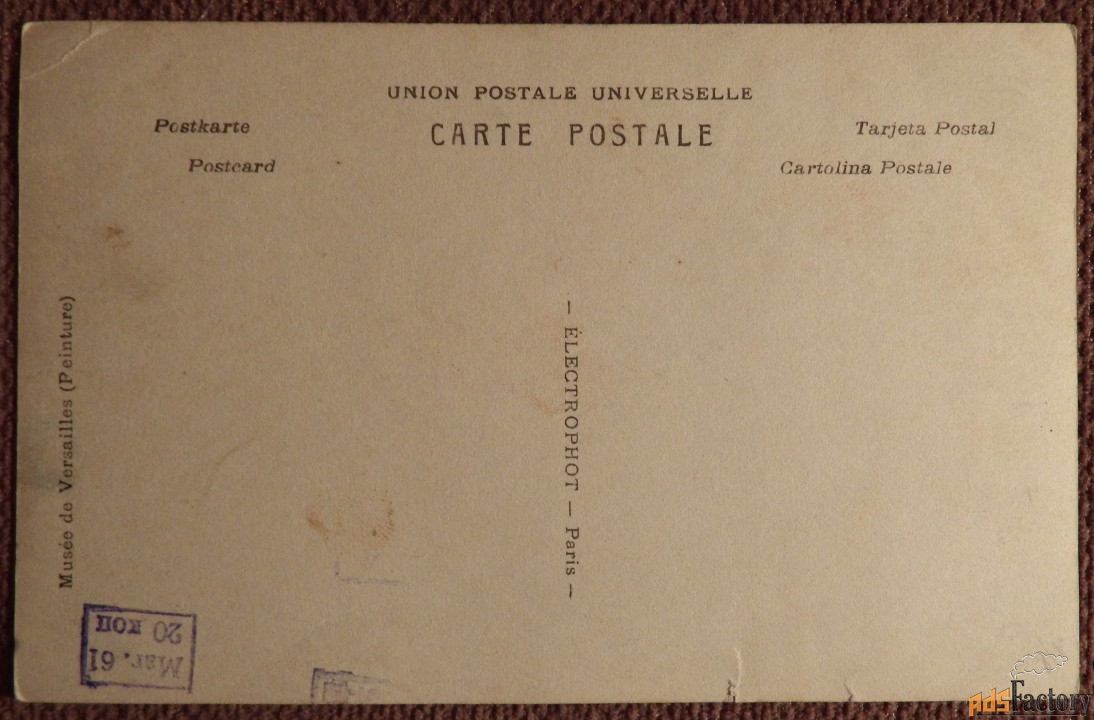 UNION POSTALE UNIVERSELLE
CARTE POSTALE
Postkarte
Postcard
Tarjeta Postal
Cartolina Postale
Musée de Versailles (Peinture)
— ÉLECTROPHOT — Paris —
Маг. 61
20 коп
adsFactory